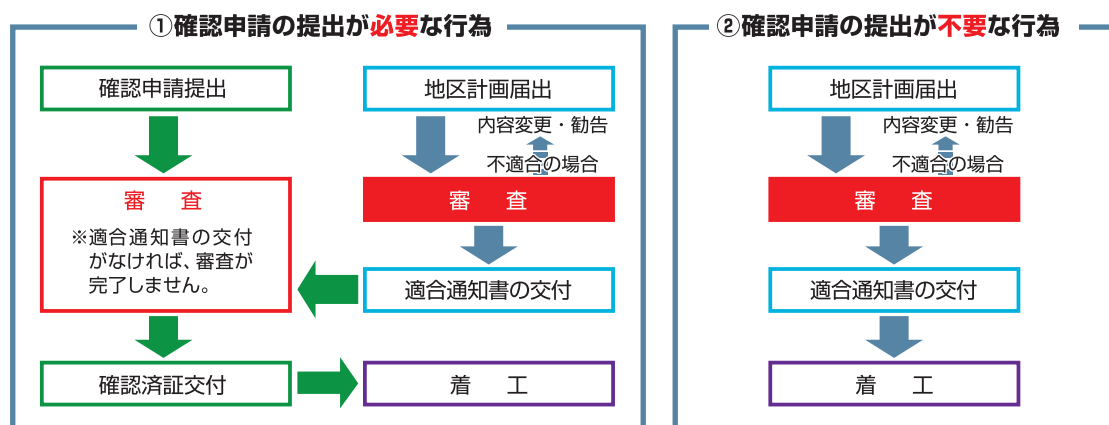 ①確認申請の提出が必要な行為
確認申請提出
審　査
※適合通知書の交付
がなければ、審査が
完了しません。
確認済証交付
地区計画届出
内容変更・勧告
不適合の場合
審　査
適合通知書の交付
着　工
②確認申請の提出が不要な行為
地区計画届出
内容変更・勧告
不適合の場合
審　査
適合通知書の交付
着　工